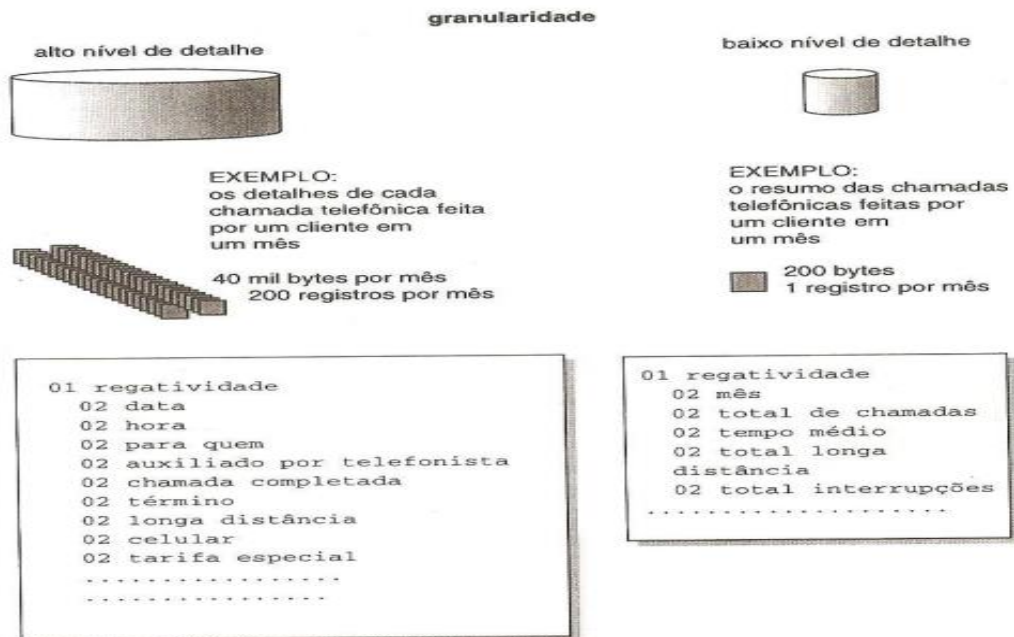 granularidade
alto nível de detalhe
EXEMPLO:
os detalhes de cada
chamada telefônica feita
por um cliente em
um mês
40 mil bytes por mês
200 registros por mês
01 regatividade
02 data
02 hora
02 para quem
02 auxiliado por telefonista
02 chamada completada
02 término
02 longa distância
02 celular
02 tarifa especial
. . . . . . . . . . . . . . . . .
. . . . . . . . . . . . . . . .
baixo nível de detalhe
EXEMPLO:
o resumo das chamadas
telefônicas feitas por
um cliente em
um mês
200 bytes
1 registro por mês
01 regatividade
02 mês
02 total de chamadas
02 tempo médio
02 total longa
distância
02 total interrupções
. . . . . . . . . . . . . . . . . . . .